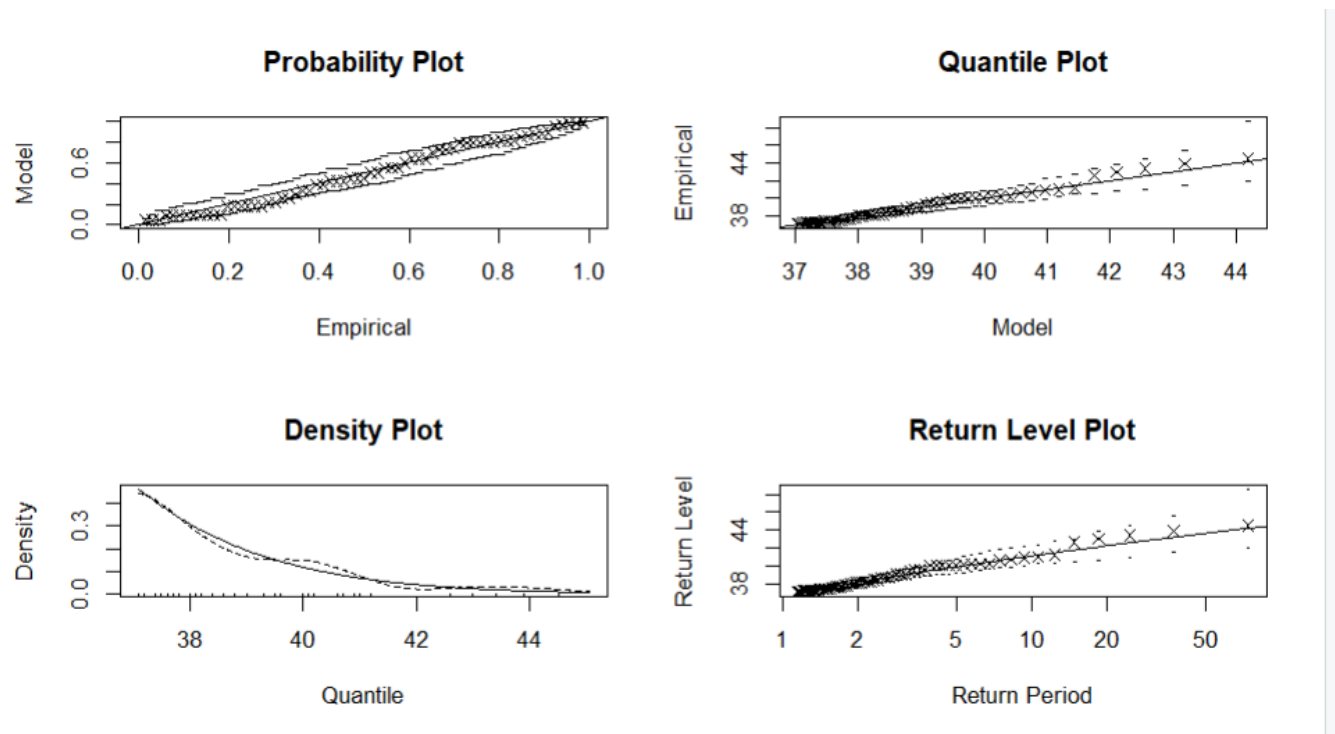 Probability Plot
Model
0.0 0.6
0.0 0.2 0.4 0.6 0.8 1.0
Empirical
Quantile Plot
Empirical
38 44
37 38 39 40 41 42 43 44
Model
Density Plot
Density
0.0 0.3
38 40 42 44
Quantile
Return Level Plot
Return Level
38 44
1 2 5 10 20 50
Return Period